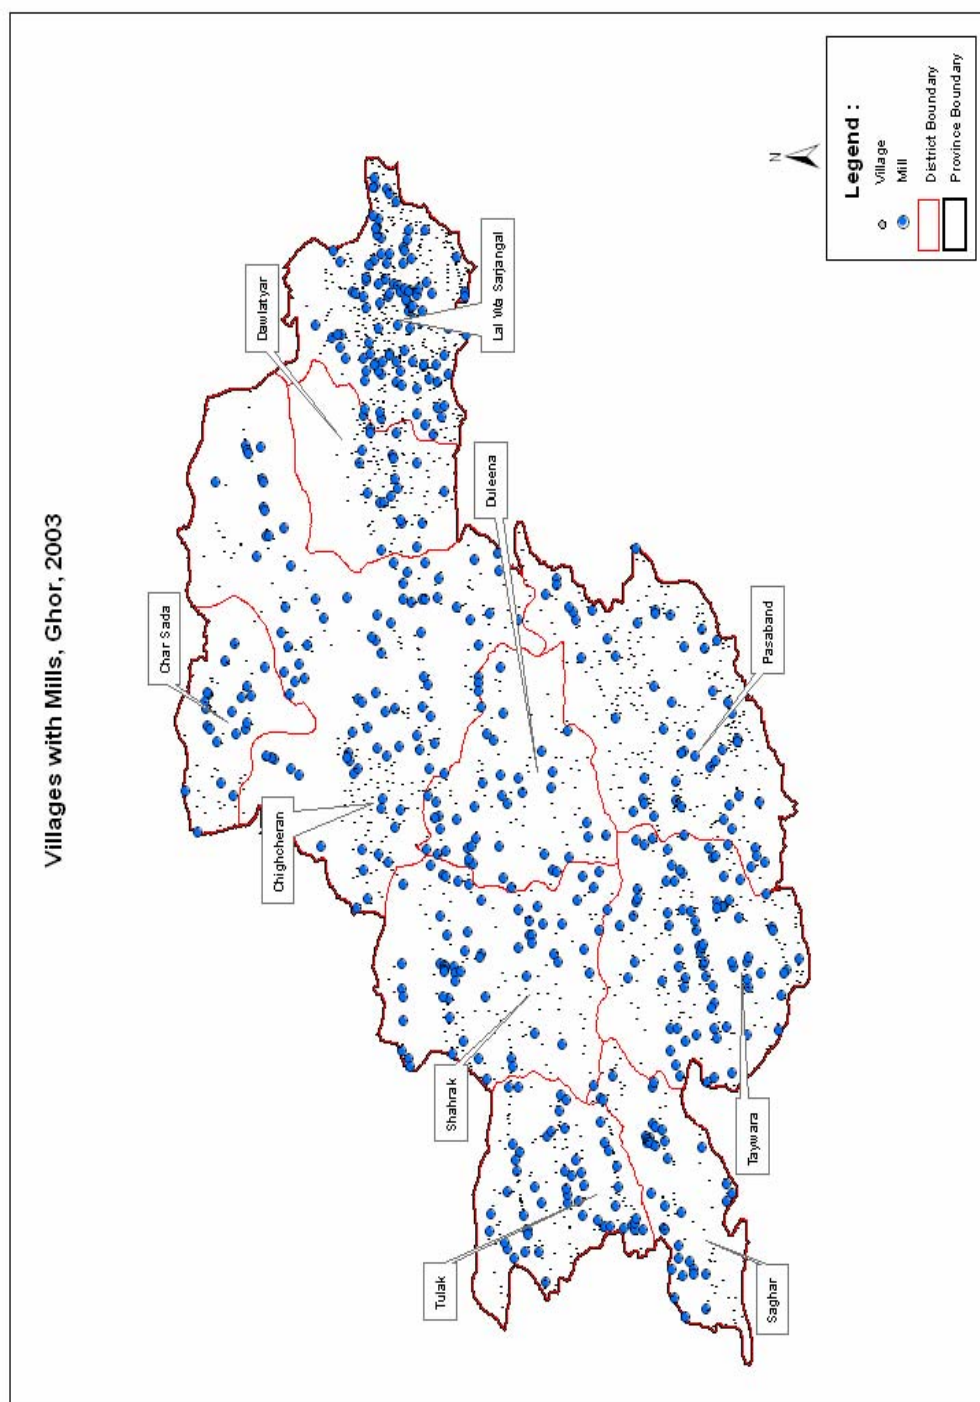 Villages with Mills, Ghor, 2003
Char Sada
Dawlatyar
Lal Wa Sarjangal
Chighcheran
Duleena
Shahrak
Tulak
Pasaband
Taywara
Saghar
N
Legend :
Village
Mill
District Boundary
Province Boundary